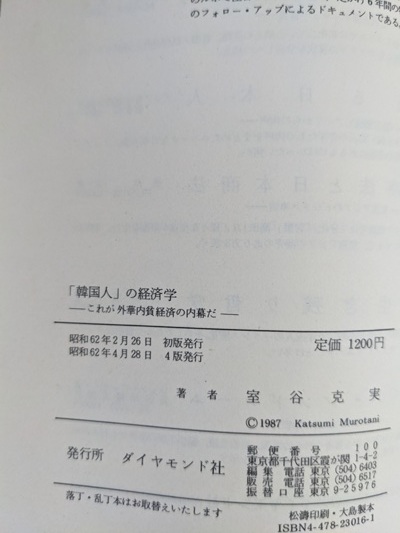 6年間の
のフォロー・アップによるドキュメントである。
「韓国人」の経済学
――これが外華内貧経済の内幕だ――
昭和62年2月26日 初版発行
昭和62年4月28日 4版発行
定価 1200円
著者 室谷克実
©1987 Katsumi Murotani
発行所 ダイヤモンド社
郵便番号 100
東京都千代田区霞が関1-4-2
編集 電話 東京(504)6403
販売 電話 東京(504)6517
振替口座 東京9-25976
落丁・乱丁本はお取替えいたします
松濤印刷・大島製本
ISBN4-478-23016-1